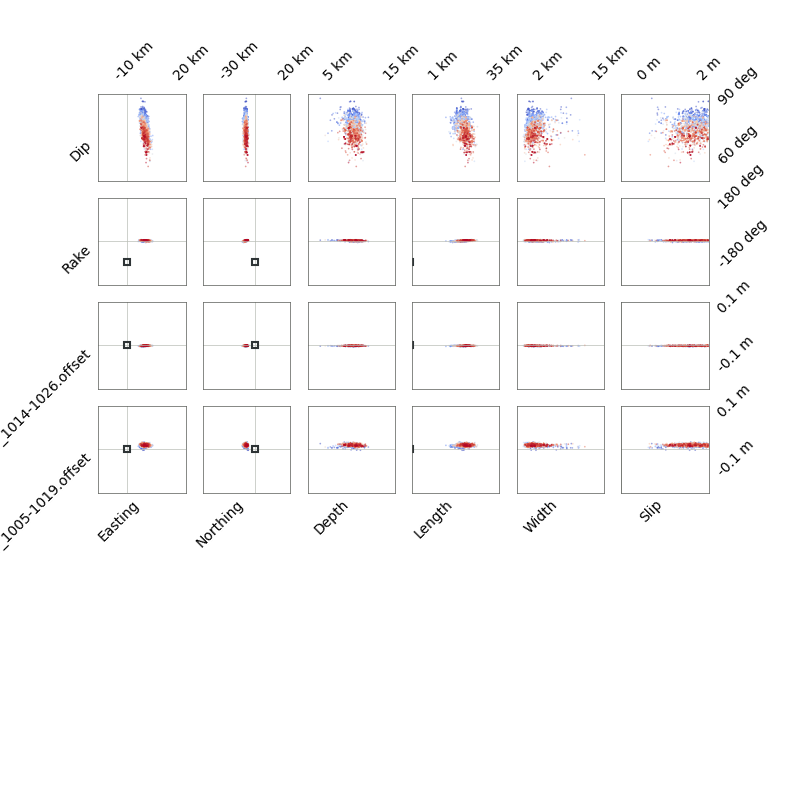 -10 km
20 km
-30 km
20 km
5 km
15 km
1 km
35 km
2 km
15 km
0 m
2 m
Dip
90 deg
60 deg
Rake
180 deg
-180 deg
_1014-1026.offset
0.1 m
-0.1 m
_1005-1019.offset
0.1 m
-0.1 m
Easting
Northing
Depth
Length
Width
Slip